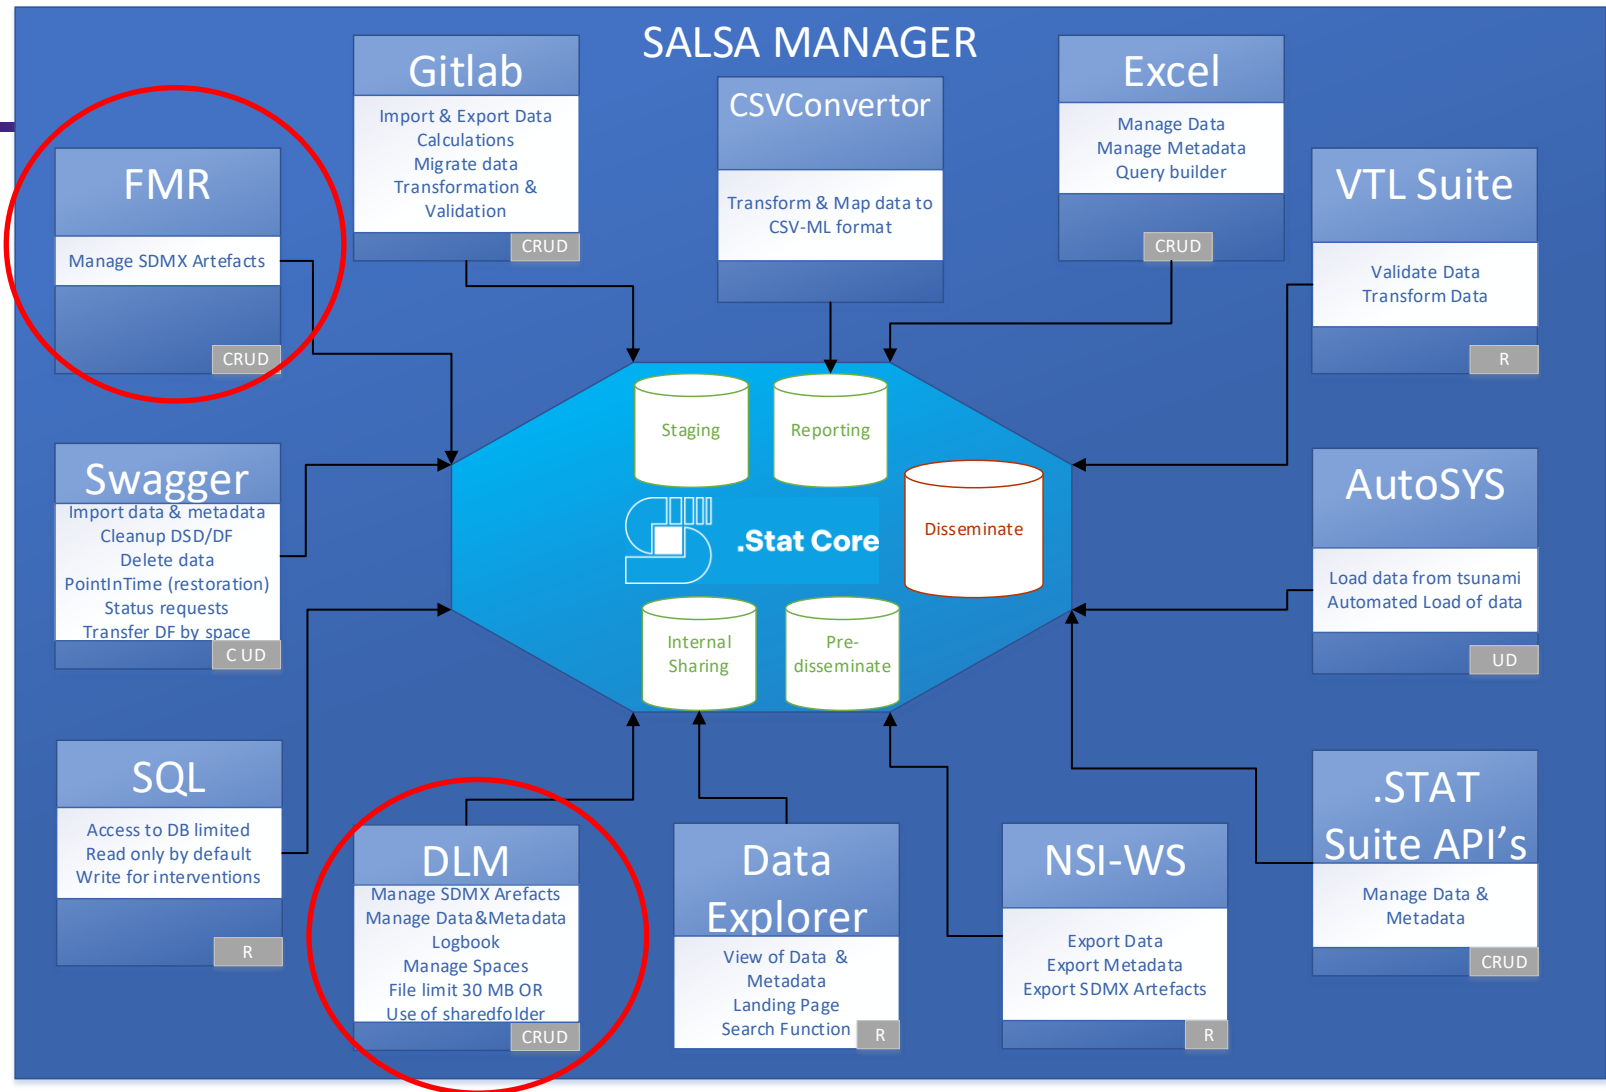 SALSA MANAGER
Gitlab
Import & Export Data
Calculations
Migrate data
Transformation &
Validation
CRUD
CSVConvertor
Transform & Map data to
CSV-ML format
Excel
Manage Data
Manage Metadata
Query builder
CRUD
FMR
Manage SDMX Artefacts
CRUD
VTL Suite
Validate Data
Transform Data
R
Staging
Reporting
Disseminate
.Stat Core
Internal
Sharing
Pre-
disseminate
Swagger
Import data & metadata
Cleanup DSD/DF
Delete data
PointInTime (restoration)
Status requests
Transfer DF by space
C UD
AutoSYS
Load data from tsunami
Automated Load of data
UD
SQL
Access to DB limited
Read only by default
Write for interventions
R
DLM
Manage SDMX Arefacts
Manage Data&Metadata
Logbook
Manage Spaces
File limit 30 MB OR
Use of sharedfolder
CRUD
Data
Explorer
View of Data &
Metadata
Landing Page
Search Function
R
NSI-WS
Export Data
Export Metadata
Export SDMX Artefacts
R
.STAT
Suite API's
Manage Data &
Metadata
CRUD